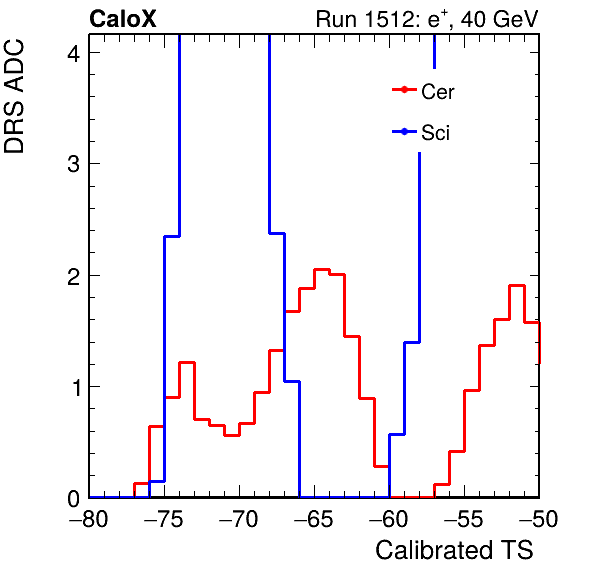 CaloX Run 1512: e⁺, 40 GeV
DRS ADC
4
3
2
1
0
Cer
Sci
−80 −75 −70 −65 −60 −55 −50
Calibrated TS